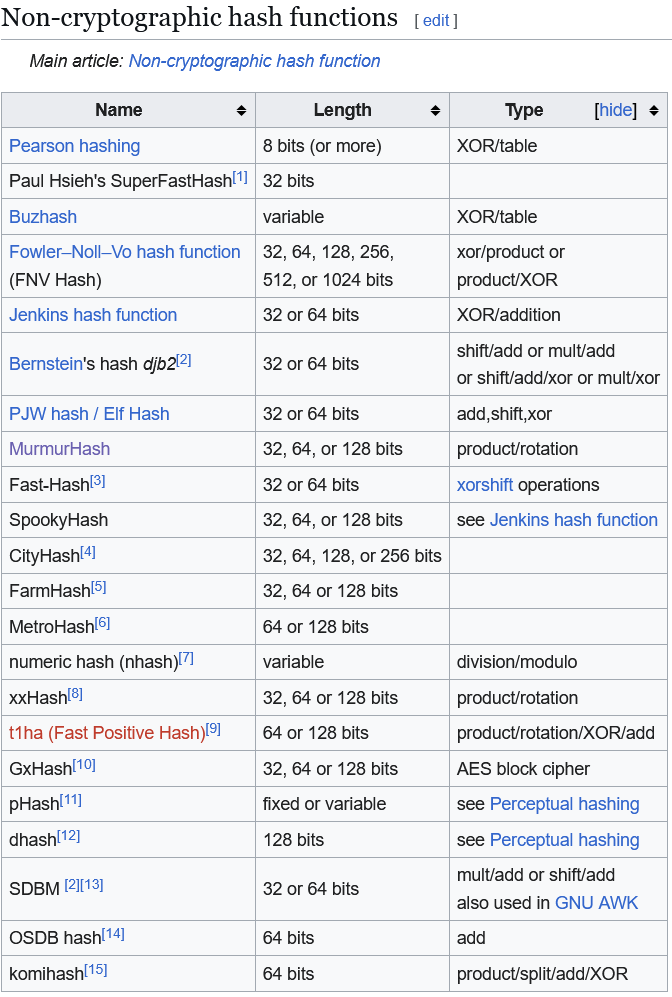 Non-cryptographic hash functions [ edit ]
Main article: Non-cryptographic hash function
Name Length Type [hide]
Pearson hashing 8 bits (or more) XOR/table
Paul Hsieh's SuperFastHash[1] 32 bits
Buzhash variable XOR/table
Fowler–Noll–Vo hash function 32, 64, 128, 256, xor/product or
(FNV Hash) 512, or 1024 bits product/XOR
Jenkins hash function 32 or 64 bits XOR/addition
Bernstein's hash djb2[2] 32 or 64 bits shift/add or mult/add
or shift/add/xor or mult/xor
PJW hash / Elf Hash 32 or 64 bits add,shift,xor
MurmurHash 32, 64, or 128 bits product/rotation
Fast-Hash[3] 32 or 64 bits xorshift operations
SpookyHash 32, 64, or 128 bits see Jenkins hash function
CityHash[4] 32, 64, 128, or 256 bits
FarmHash[5] 32, 64 or 128 bits
MetroHash[6] 64 or 128 bits
numeric hash (nhash)[7] variable division/modulo
xxHash[8] 32, 64 or 128 bits product/rotation
t1ha (Fast Positive Hash)[9] 64 or 128 bits product/rotation/XOR/add
GxHash[10] 32, 64 or 128 bits AES block cipher
pHash[11] fixed or variable see Perceptual hashing
dhash[12] 128 bits see Perceptual hashing
SDBM [2][13] 32 or 64 bits mult/add or shift/add
also used in GNU AWK
OSDB hash[14] 64 bits add
komihash[15] 64 bits product/split/add/XOR